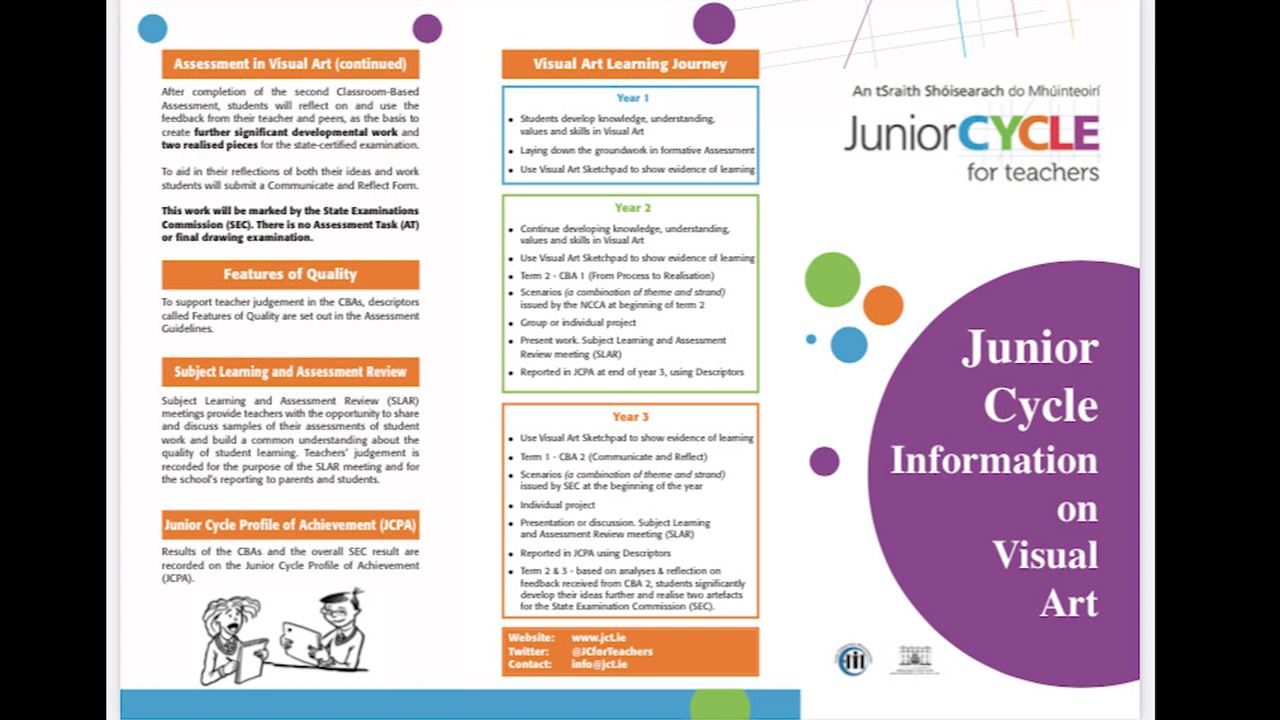 Assessment in Visual Art (continued)
After completion of the second Classroom-Based
Assessment, students will reflect on and use the
feedback from their teacher and peers, as the basis to
create further significant developmental work and
two realised pieces for the state-certified examination.
To aid in their reflections of both their ideas and work
students will submit a Communicate and Reflect Form.
This work will be marked by the State Examinations
Commission (SEC). There is no Assessment Task (AT)
or final drawing examination.
Features of Quality
To support teacher judgement in the CBAs, descriptors
called Features of Quality are set out in the Assessment
Guidelines.
Subject Learning and Assessment Review
Subject Learning and Assessment Review (SLAR)
meetings provide teachers with the opportunity to share
and discuss samples of their assessments of student
work and build a common understanding about the
quality of student learning. Teachers' judgement is
recorded for the purpose of the SLAR meeting and for
the school's reporting to parents and students.
Junior Cycle Profile of Achievement (JCPA)
Results of the CBAs and the overall SEC result are
recorded on the Junior Cycle Profile of Achievement
(JCPA).
Visual Art Learning Journey
Year 1
• Students develop knowledge, understanding,
values and skills in Visual Art
• Laying down the groundwork in formative Assessment
• Use Visual Art Sketchpad to show evidence of learning
Year 2
• Continue developing knowledge, understanding,
values and skills in Visual Art
• Use Visual Art Sketchpad to show evidence of learning
• Term 2 - CBA 1 (From Process to Realisation)
• Scenarios (a combination of theme and strand)
issued by the NCCA at beginning of term 2
• Group or individual project
• Present work. Subject Learning and Assessment
Review meeting (SLAR)
• Reported in JCPA at end of year 3, using Descriptors
Year 3
• Use Visual Art Sketchpad to show evidence of learning
• Term 1 - CBA 2 (Communicate and Reflect)
• Scenarios (a combination of theme and strand)
issued by SEC at the beginning of the year
• Individual project
• Presentation or discussion. Subject Learning
and Assessment Review meeting (SLAR)
• Reported in JCPA using Descriptors
• Term 2 & 3 - based on analyses & reflection on
feedback received from CBA 2, students significantly
develop their ideas further and realise two artefacts
for the State Examination Commission (SEC).
Website: www.jct.ie
Twitter: @JCforTeachers
Contact: info@jct.ie
An tSraith Shóisearach do Mhúinteoirí
JuniorCYCLE
for teachers
Junior
Cycle
Information
on
Visual
Art